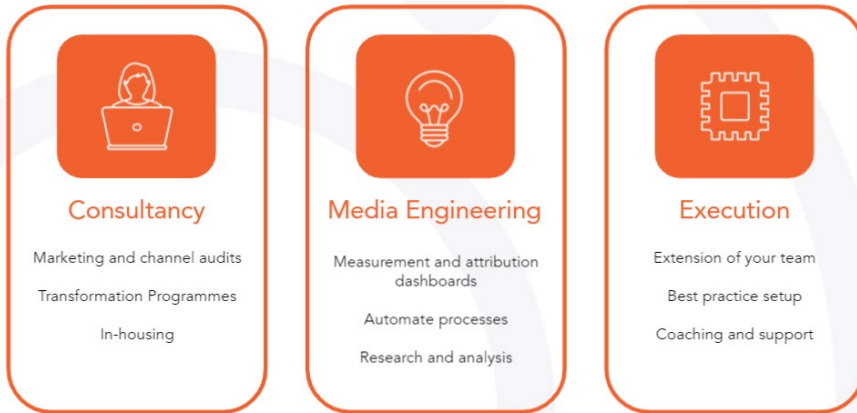 Consultancy
Marketing and channel audits
Transformation Programmes
In-housing
Media Engineering
Measurement and attribution
dashboards
Automate processes
Research and analysis
Execution
Extension of your team
Best practice setup
Coaching and support